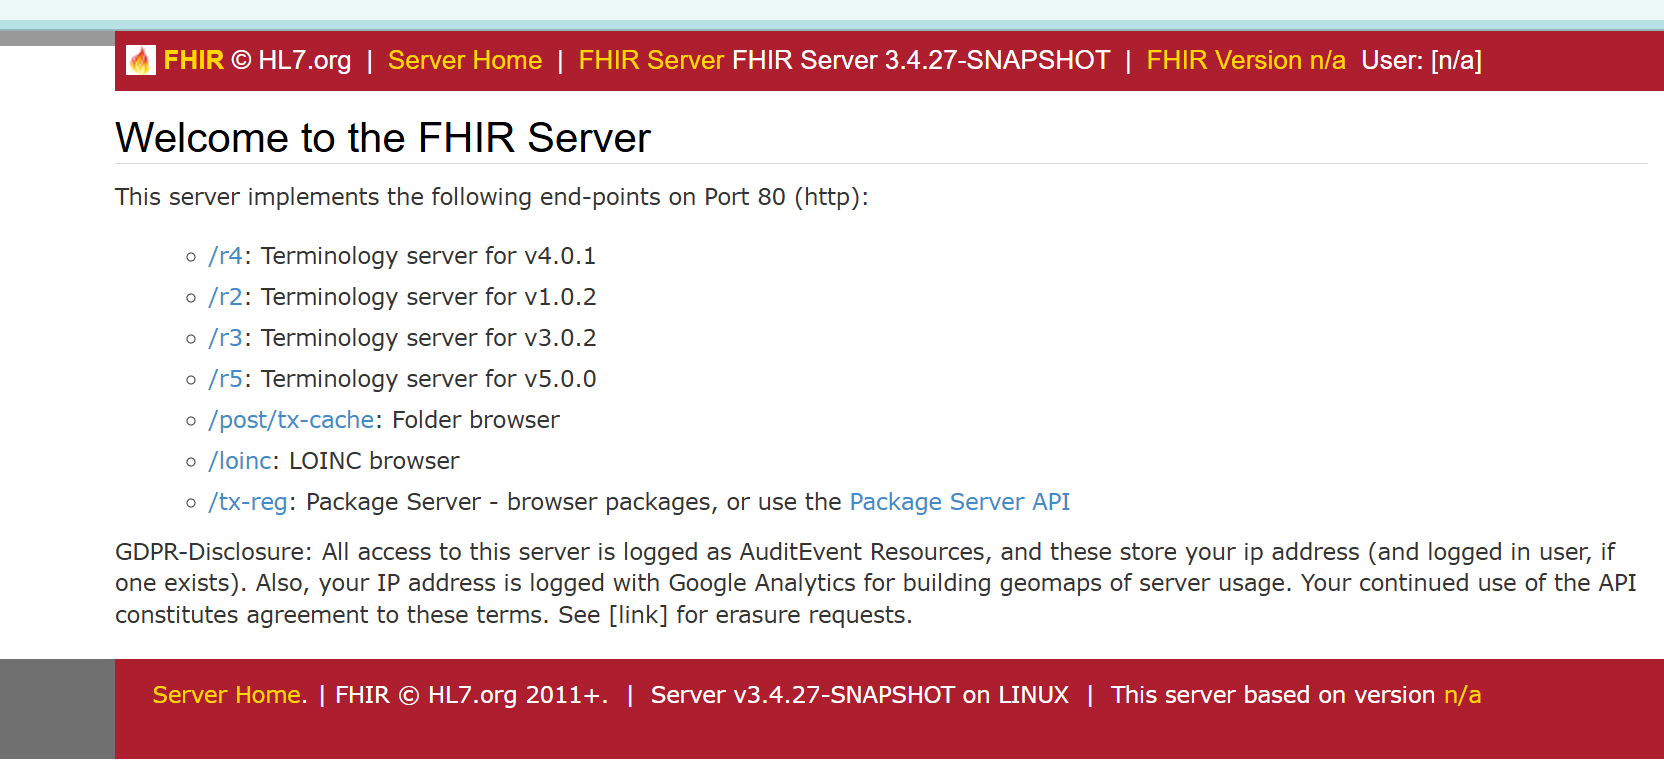 FHIR © HL7.org | Server Home | FHIR Server FHIR Server 3.4.27-SNAPSHOT | FHIR Version n/a User: [n/a]
Welcome to the FHIR Server
This server implements the following end-points on Port 80 (http):
/r4: Terminology server for v4.0.1
/r2: Terminology server for v1.0.2
/r3: Terminology server for v3.0.2
/r5: Terminology server for v5.0.0
/post/tx-cache: Folder browser
/loinc: LOINC browser
/tx-reg: Package Server - browser packages, or use the Package Server API
GDPR-Disclosure: All access to this server is logged as AuditEvent Resources, and these store your ip address (and logged in user, if
one exists). Also, your IP address is logged with Google Analytics for building geomaps of server usage. Your continued use of the API
constitutes agreement to these terms. See [link] for erasure requests.
Server Home. | FHIR © HL7.org 2011+. | Server v3.4.27-SNAPSHOT on LINUX | This server based on version n/a